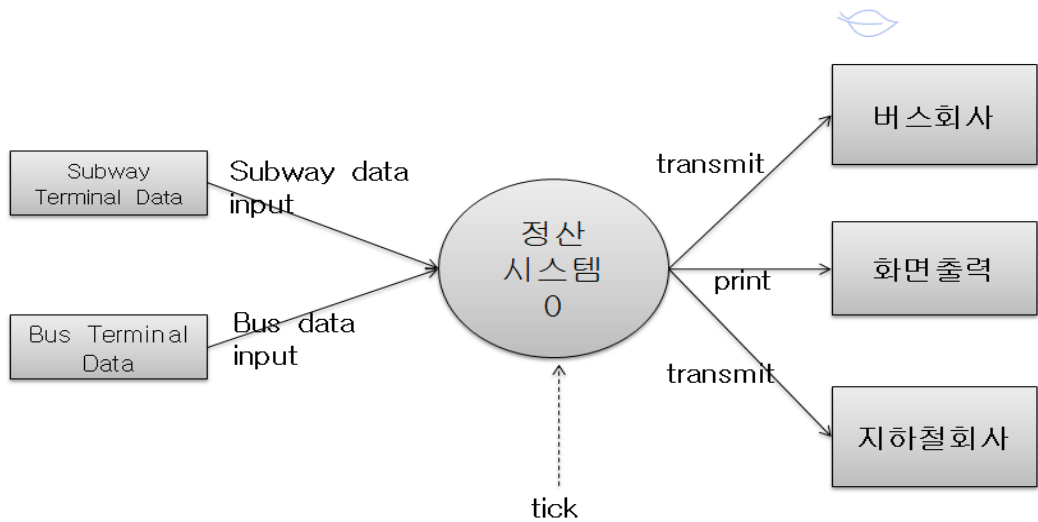 Subway
Terminal Data
Subway data
input
Bus Terminal
Data
Bus data
input
정산
시스템
0
tick
transmit
버스회사
print
화면출력
transmit
지하철회사